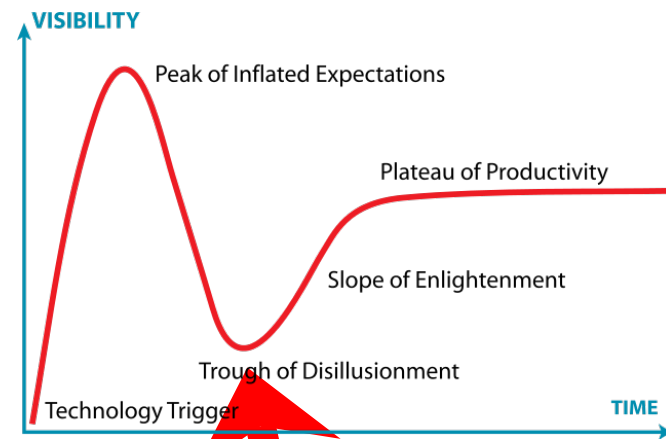 VISIBILITY
Peak of Inflated Expectations
Plateau of Productivity
Slope of Enlightenment
Trough of Disillusionment
Technology Trigger
TIME